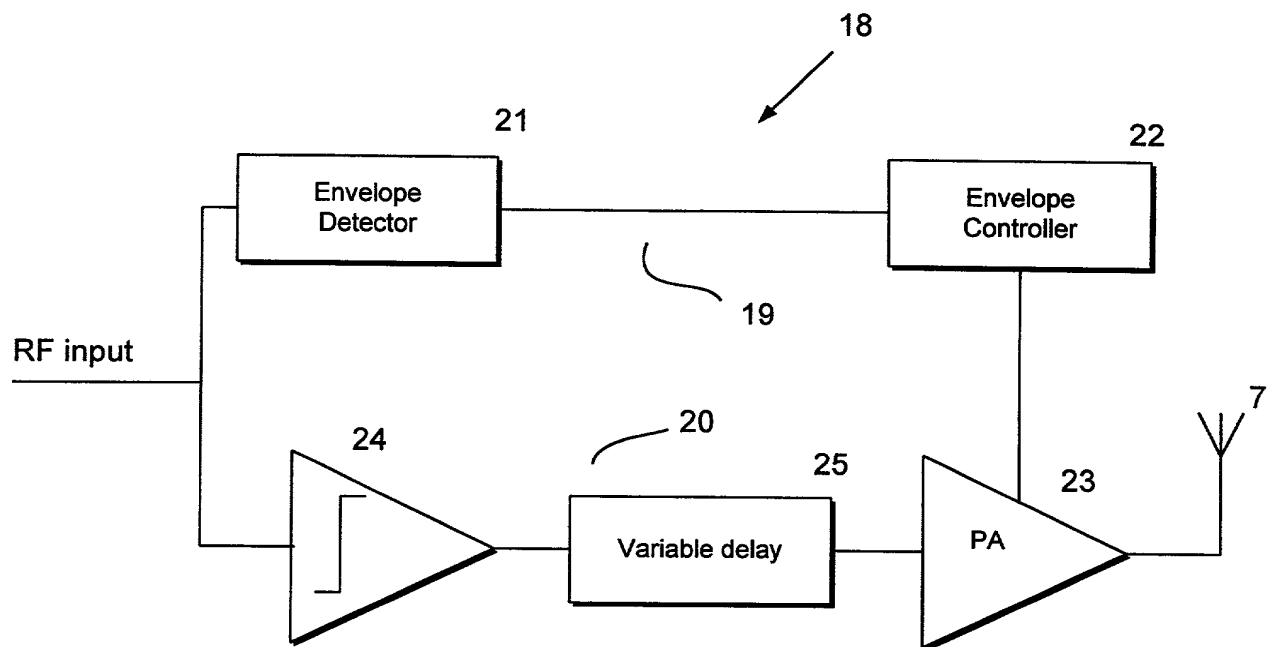 18
21
Envelope
Detector
22
Envelope
Controller
19
RF input
7
24
20
25
23
Variable delay
PA